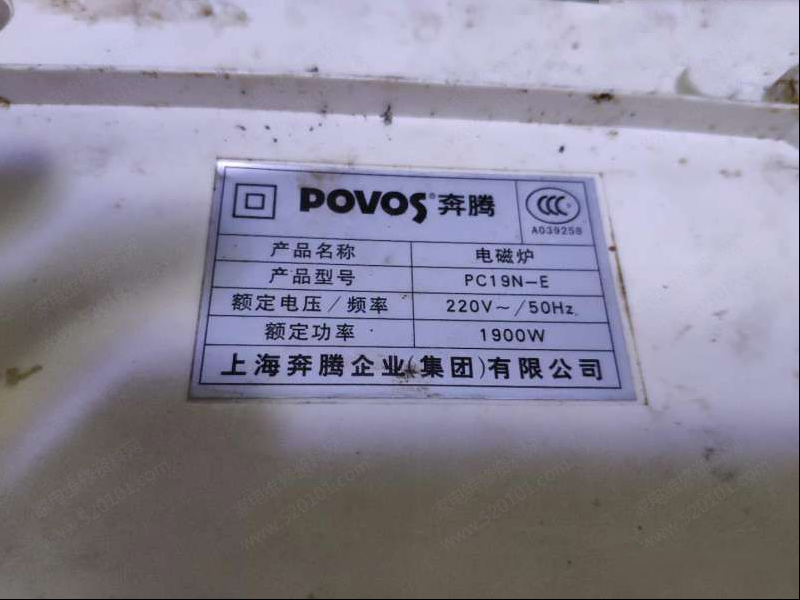 POVOS® 奔腾
CCC
A039258
产品名称 电磁炉
产品型号 PC19N-E
额定电压/频率 220V~/50Hz
额定功率 1900W
上海奔腾企业(集团)有限公司